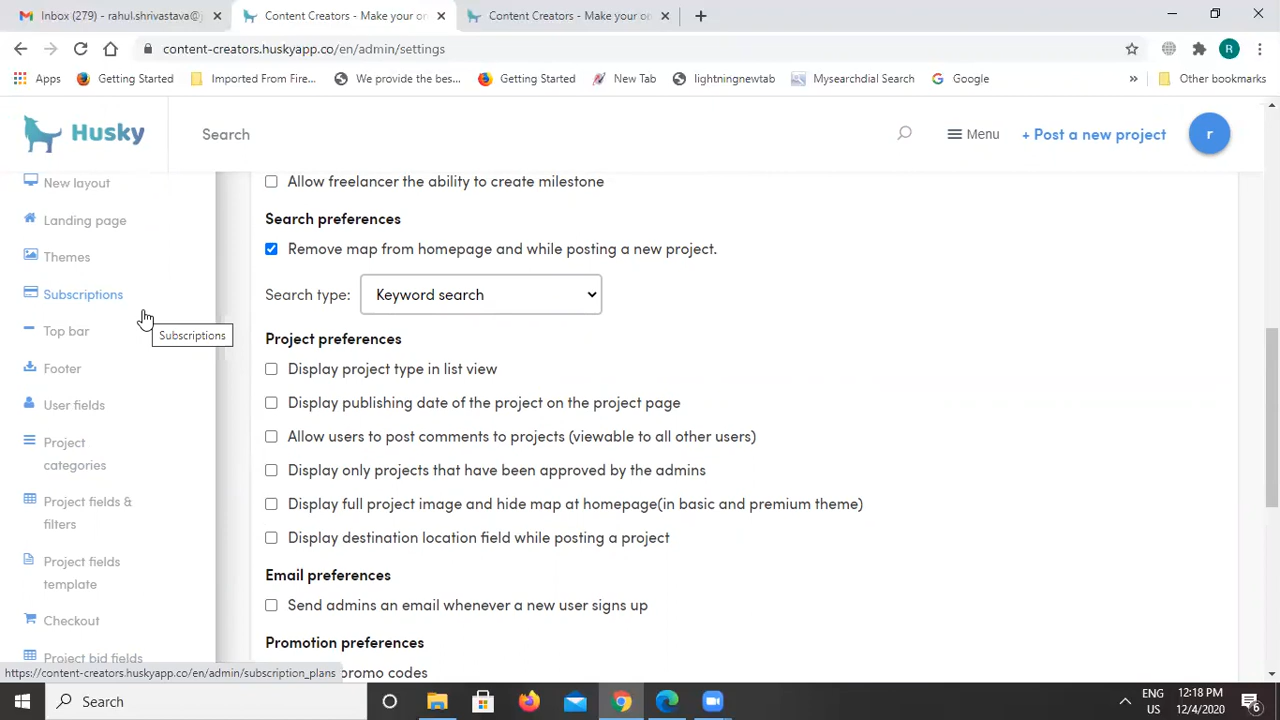 Inbox (279) - rahul.shrivastava@
Content Creators - Make your or
Content Creators - Make your or
content-creators.huskyapp.co/en/admin/settings
R
Apps
Getting Started
Imported From Fire...
We provide the bes...
Getting Started
New Tab
lightningnewtab
Mysearchdial Search
Google
»
Other bookmarks
Husky
Search
Menu
+ Post a new project
r
New layout
Landing page
Themes
Subscriptions
Top bar
Subscriptions
Footer
User fields
Project
categories
Project fields &
filters
Project fields
template
Checkout
Project bid fields
Allow freelancer the ability to create milestone
Search preferences
Remove map from homepage and while posting a new project.
Search type: Keyword search
Project preferences
Display project type in list view
Display publishing date of the project on the project page
Allow users to post comments to projects (viewable to all other users)
Display only projects that have been approved by the admins
Display full project image and hide map at homepage(in basic and premium theme)
Display destination location field while posting a project
Email preferences
Send admins an email whenever a new user signs up
Promotion preferences
romo codes
https://content-creators.huskyapp.co/en/admin/subscription_plans
Search
ENG
US
12:18 PM
12/4/2020
6